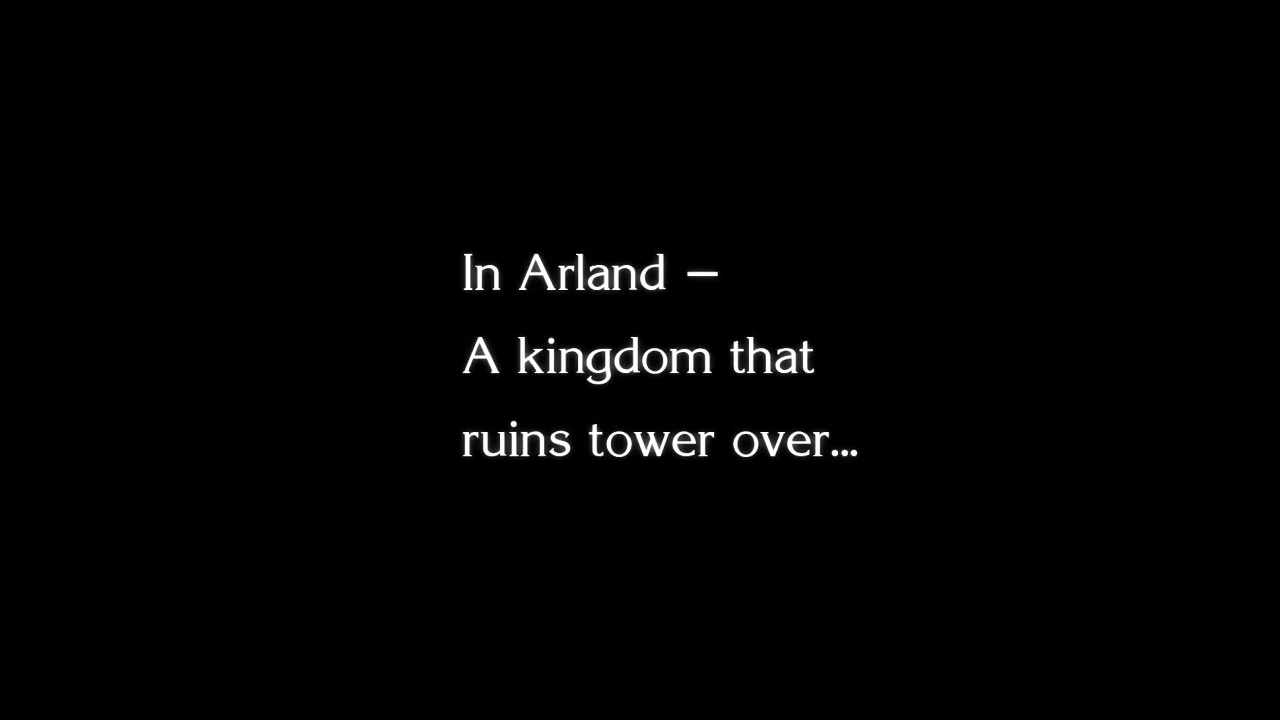 In Arland —
A kingdom that
ruins tower over...